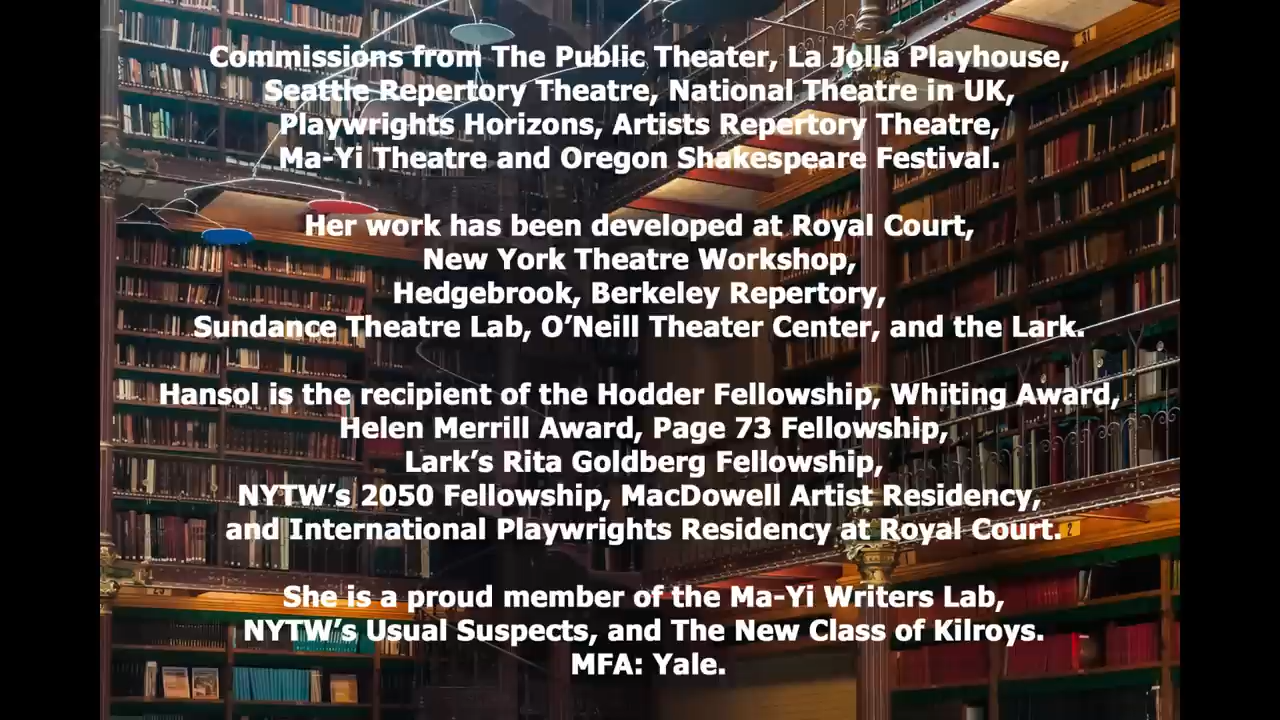 Commissions from The Public Theater, La Jolla Playhouse,
Seattle Repertory Theatre, National Theatre in UK,
Playwrights Horizons, Artists Repertory Theatre,
Ma-Yi Theatre and Oregon Shakespeare Festival.
Her work has been developed at Royal Court,
New York Theatre Workshop,
Hedgebrook, Berkeley Repertory,
Sundance Theatre Lab, O’Neill Theater Center, and the Lark.
Hansol is the recipient of the Hodder Fellowship, Whiting Award,
Helen Merrill Award, Page 73 Fellowship,
Lark’s Rita Goldberg Fellowship,
NYTW’s 2050 Fellowship, MacDowell Artist Residency,
and International Playwrights Residency at Royal Court.
She is a proud member of the Ma-Yi Writers Lab,
NYTW’s Usual Suspects, and The New Class of Kilroys.
MFA: Yale.